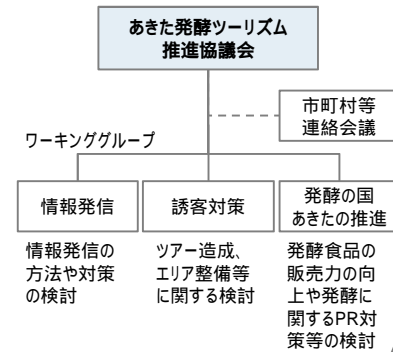 あきた発酵ツーリズム
推進協議会
市町村等
連絡会議
ワーキンググループ
情報発信
誘客対策
発酵の国
あきたの推進
情報発信の
方法や対策
の検討
ツアー造成、
エリア整備等
に関する検討
発酵食品の
販売力の向
上や発酵に
関するPR対
策等の検討